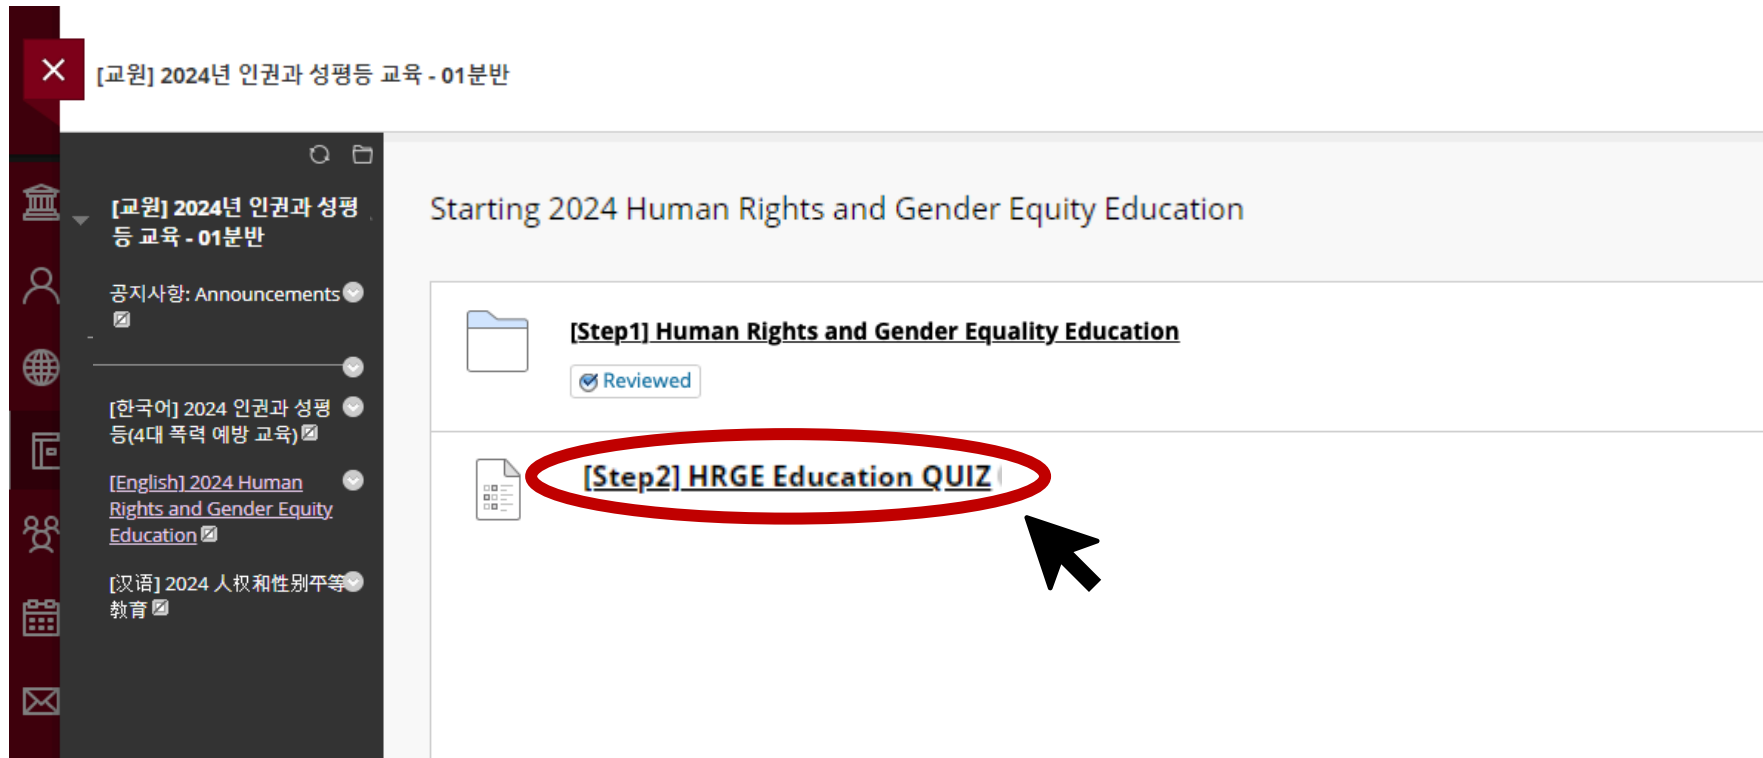 [교원] 2024년 인권과 성평등 교육 - 01분반
[교원] 2024년 인권과 성평
등 교육 - 01분반
공지사항: Announcements
[한국어] 2024 인권과 성평
등(4대 폭력 예방 교육)
[English] 2024 Human
Rights and Gender Equity
Education
[汉语] 2024 人权和性别平等
教育
Starting 2024 Human Rights and Gender Equity Education
[Step1] Human Rights and Gender Equality Education
Reviewed
[Step2] HRGE Education QUIZ